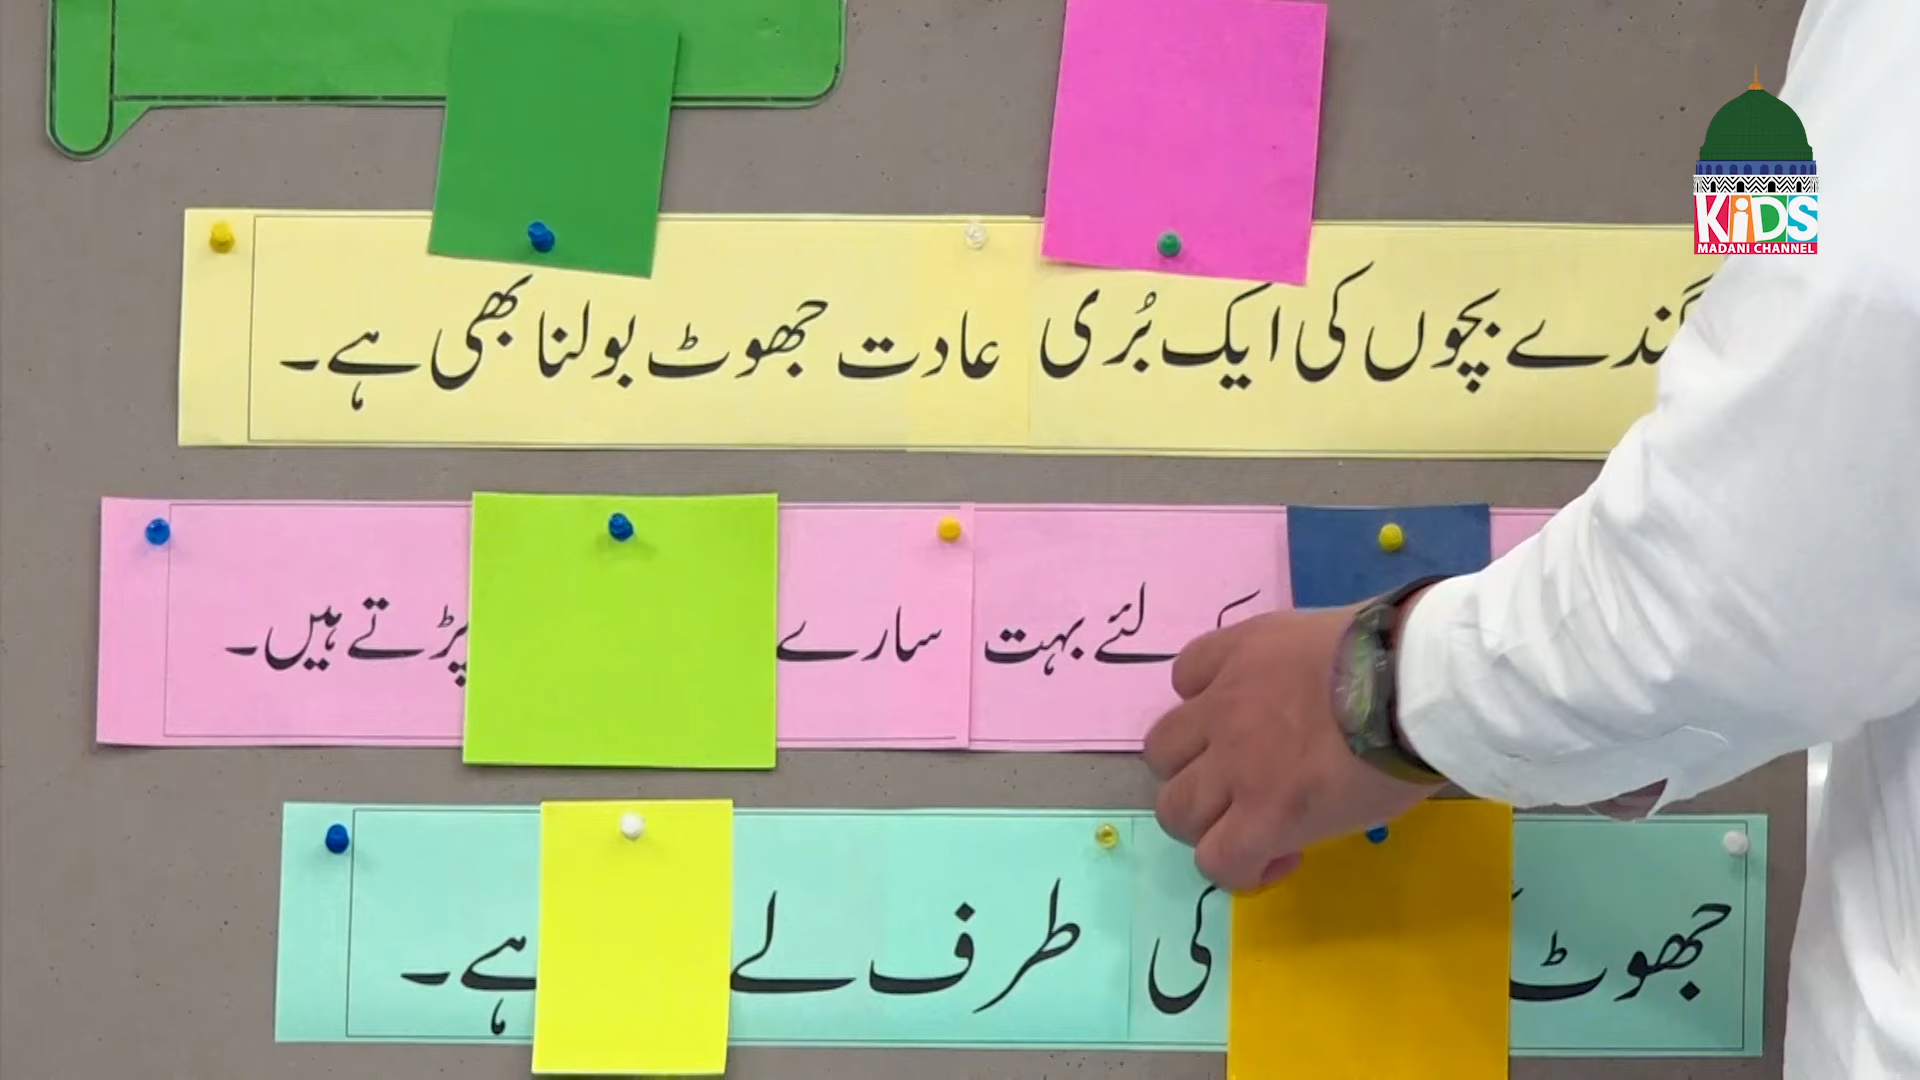 KiDS
MADANI CHANNEL
گندے بچوں کی ایک بُری عادت جھوٹ بولنا بھی ہے۔
لئے بہت سارے پڑتے ہیں۔
جھوٹ کی طرف لے ہے۔